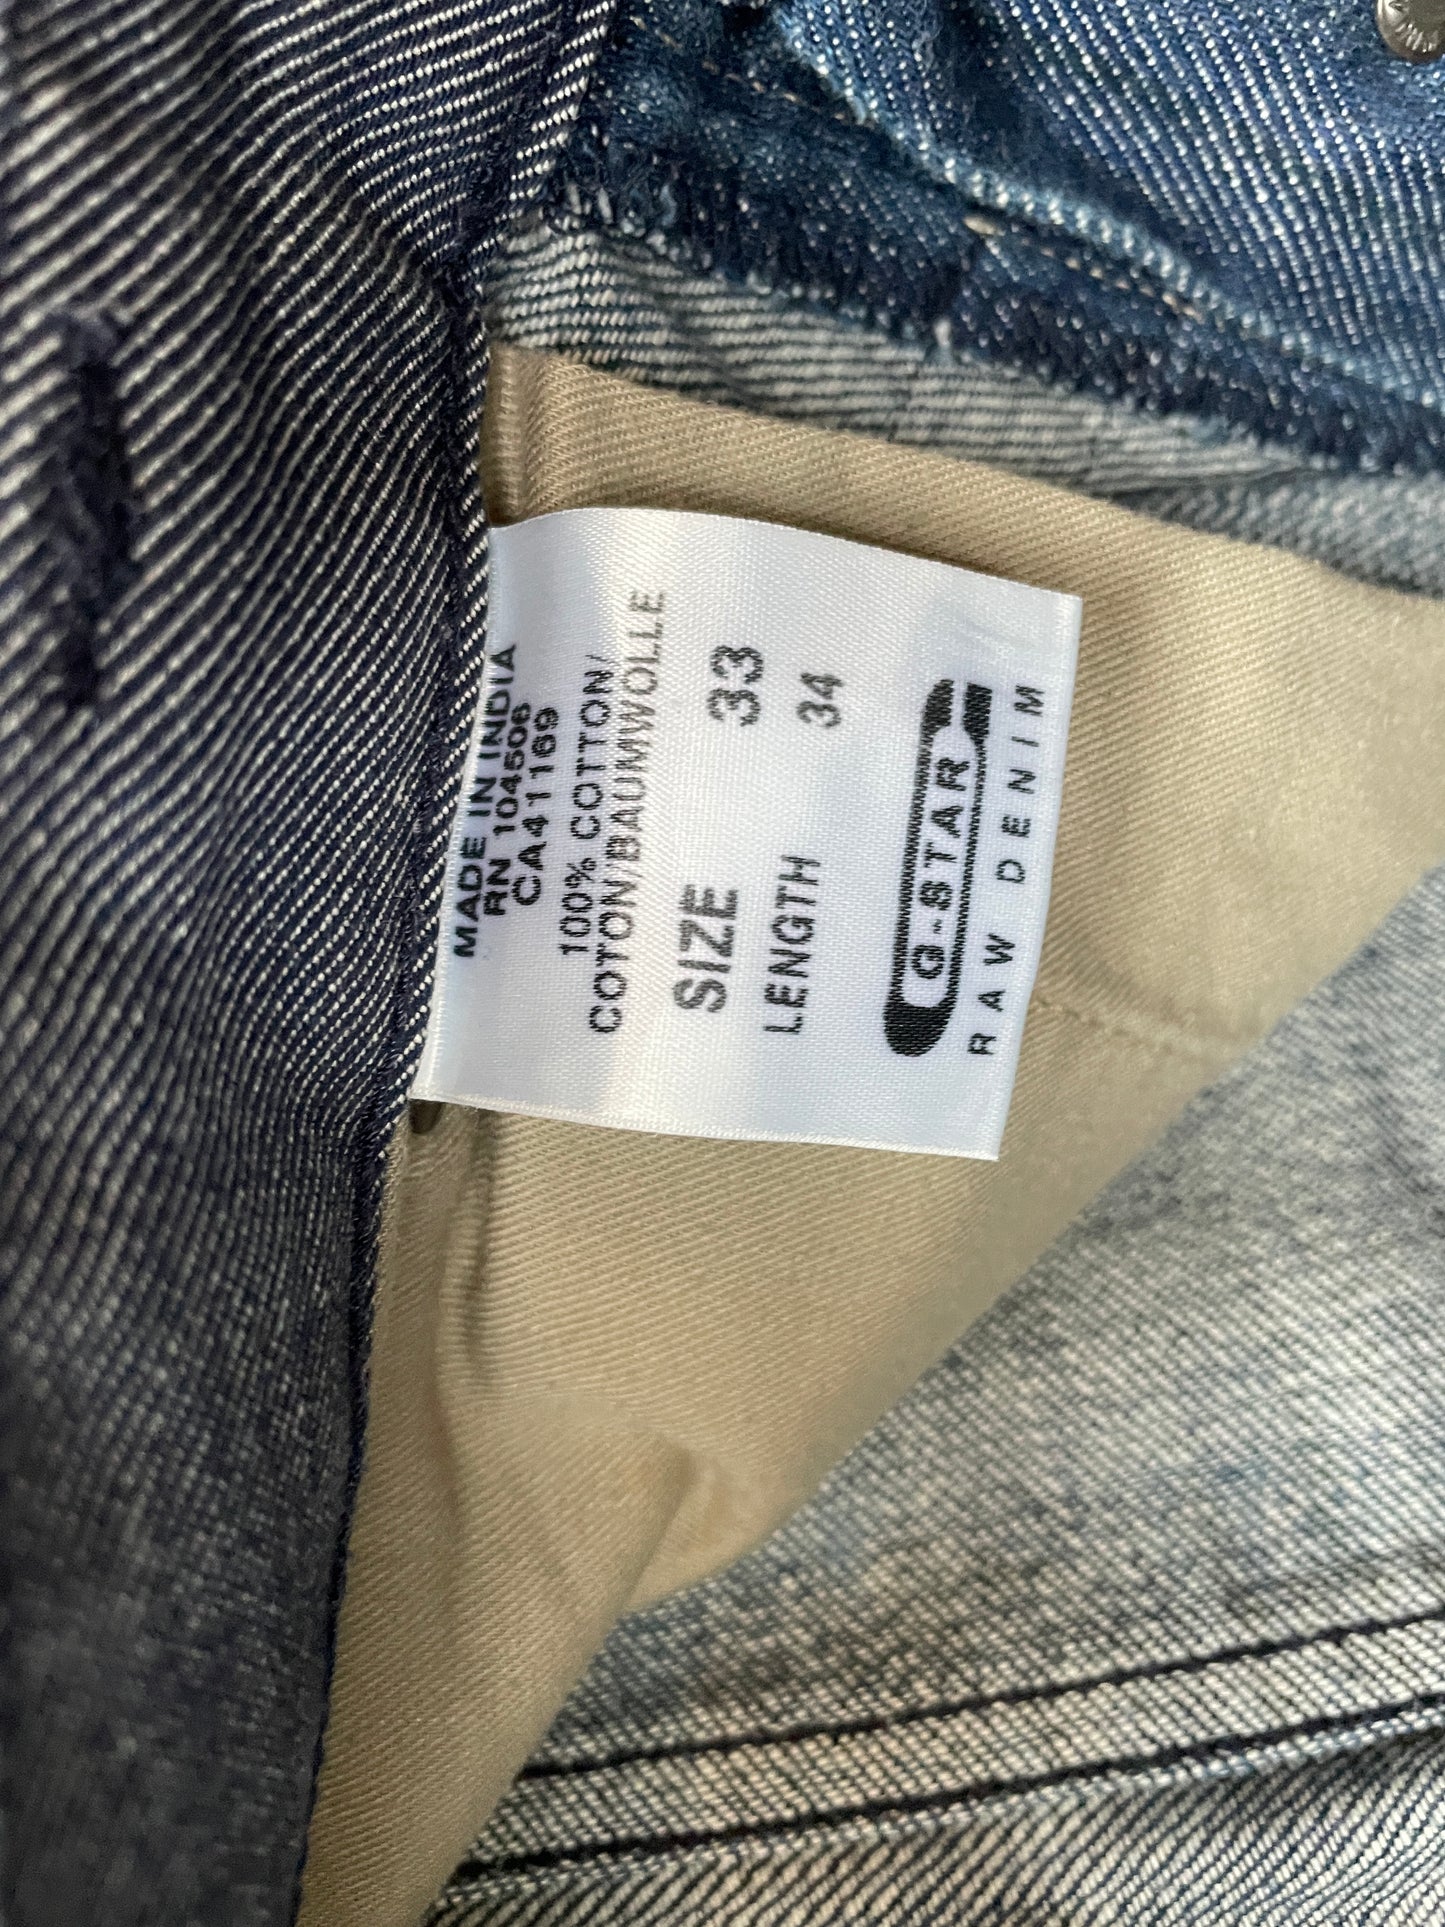 MADE IN INDIA
RN 104506
CA41169
100% COTTON/
COTON/BAUMWOLLE
SIZE 33
LENGTH 34
G-STAR
RAW DENIM